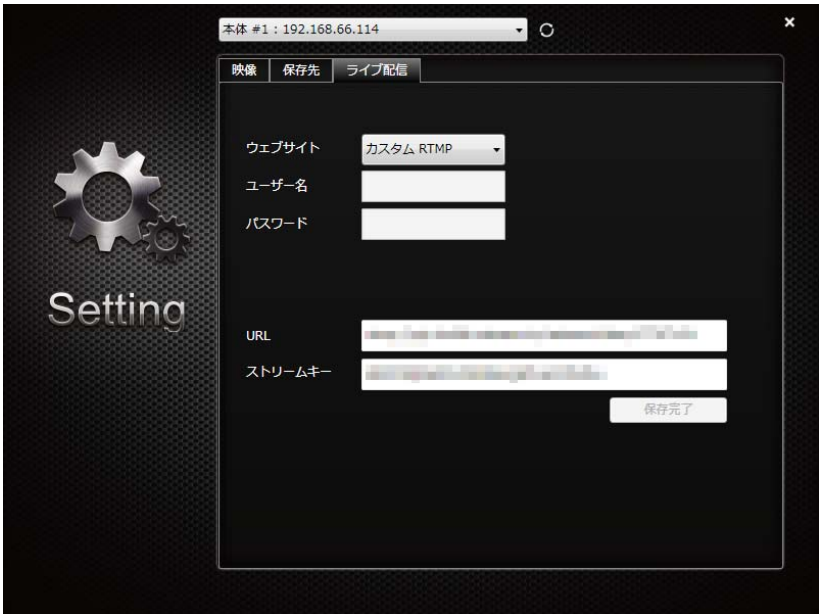 本体 #1 : 192.168.66.114
映像 保存先 ライブ配信
ウェブサイト カスタム RTMP
ユーザー名
パスワード
Setting
URL
ストリームキー
保存完了